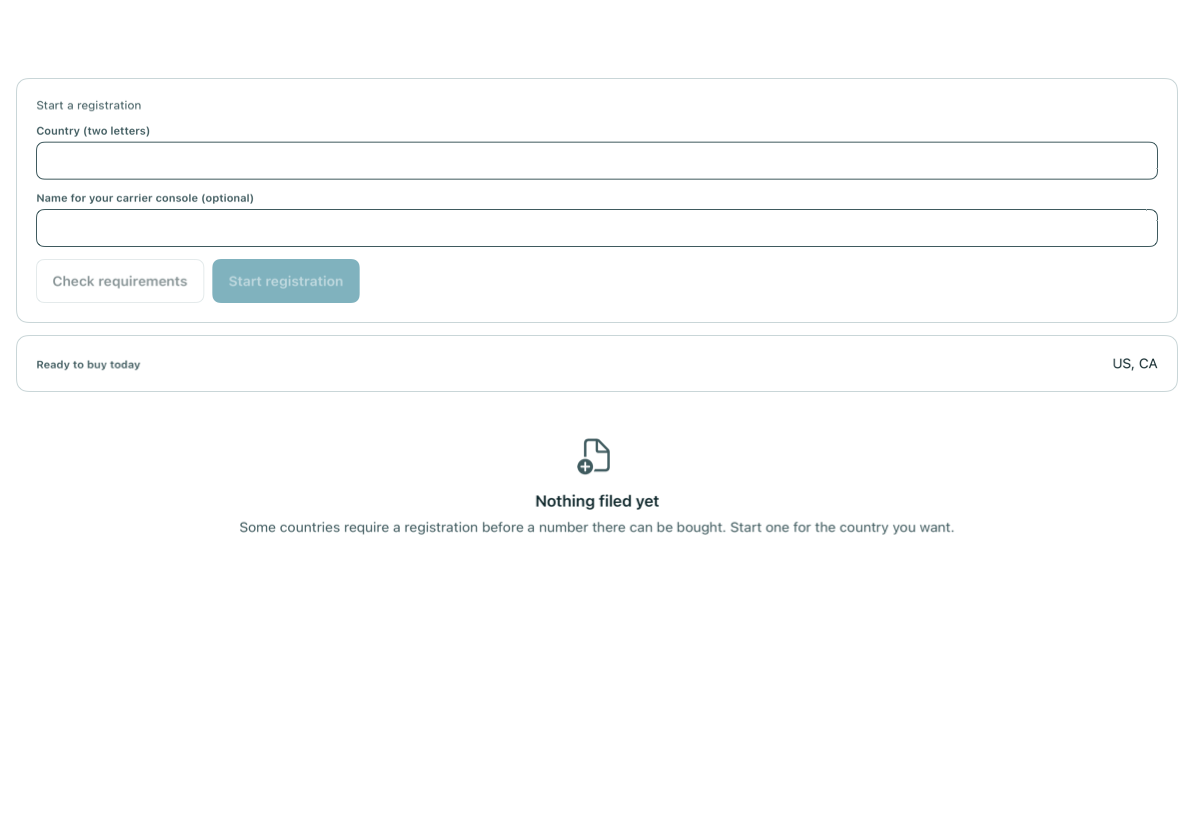 Start a registration
Country (two letters)
Name for your carrier console (optional)
Check requirements
Start registration
Ready to buy today
US, CA
Nothing filed yet
Some countries require a registration before a number there can be bought. Start one for the country you want.